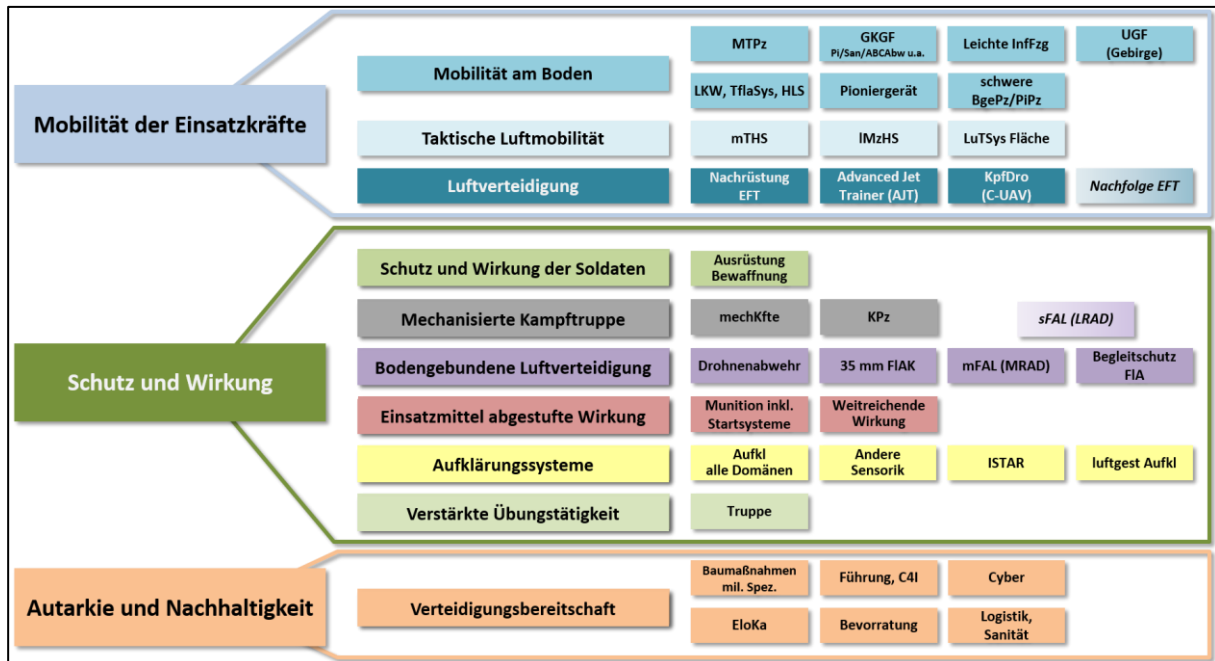 Mobilität der Einsatzkräfte
Mobilität am Boden
MTPz
GKGF
Pi/San/ABCAbw u.a.
Leichte InfFzg
UGF
(Gebirge)
LKW, TflaSys, HLS
Pioniergerät
schwere
BgePz/PiPz
Taktische Luftmobilität
mTHS
lMzHS
LuTSys Fläche
Luftverteidigung
Nachrüstung
EFT
Advanced Jet
Trainer (AJT)
KpfDro
(C-UAV)
Nachfolge EFT
Schutz und Wirkung
Schutz und Wirkung der Soldaten
Ausrüstung
Bewaffnung
Mechanisierte Kampftruppe
mechKfte
KPz
sFAL (LRAD)
Bodengebundene Luftverteidigung
Drohnenabwehr
35 mm FlAK
mFAL (MRAD)
Begleitschutz
FlA
Einsatzmittel abgestufte Wirkung
Munition inkl.
Startsysteme
Weitreichende
Wirkung
Aufklärungssysteme
Aufkl
alle Domänen
Andere
Sensorik
ISTAR
luftgest Aufkl
Verstärkte Übungstätigkeit
Truppe
Autarkie und Nachhaltigkeit
Verteidigungsbereitschaft
Baumaßnahmen
mil. Spez.
Führung, C4I
Cyber
EloKa
Bevorratung
Logistik,
Sanität